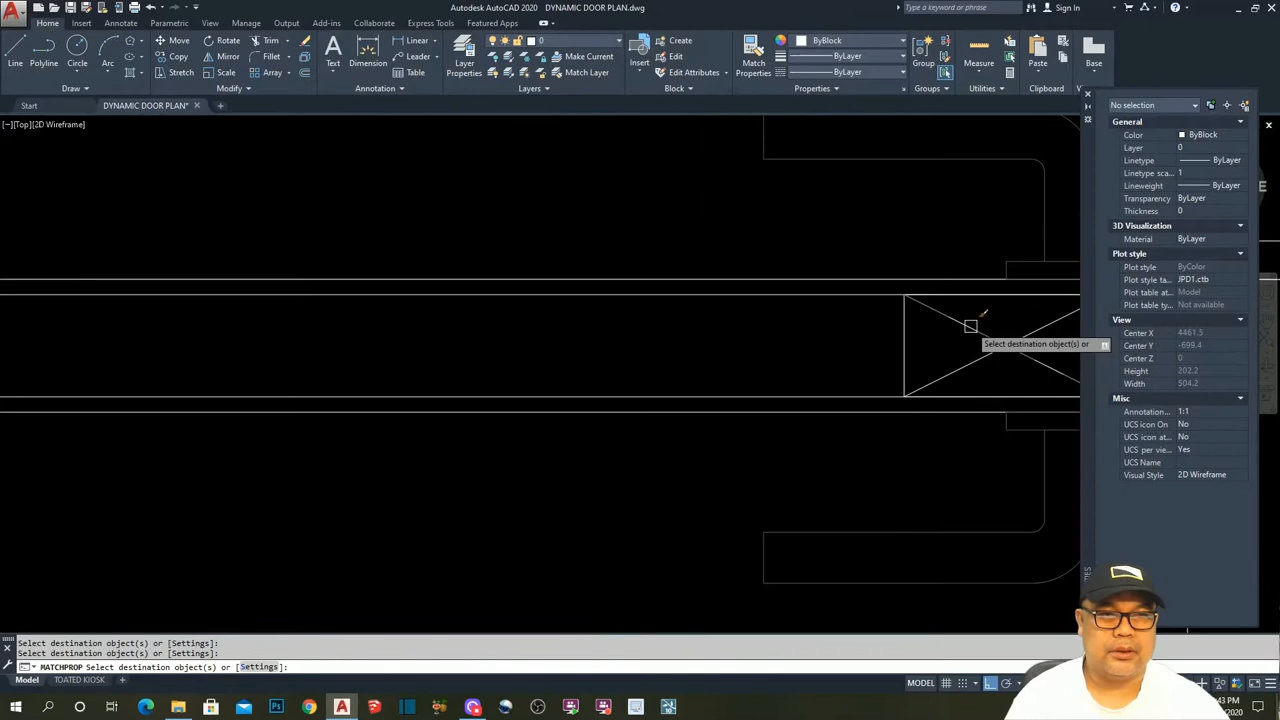 Autodesk AutoCAD 2020   DYNAMIC DOOR PLAN.dwg
Type a keyword or phrase
Sign In
Home Insert Annotate Parametric View Manage Output Add-ins Collaborate Express Tools Featured Apps
Line Polyline Circle Arc
Move Rotate Trim
Copy Mirror Fillet
Stretch Scale Array
Draw Modify
Text Dimension
Linear
Leader
Table
Annotation
Layer Properties
0
Make Current
Match Layer
Layers
Insert
Create
Edit
Edit Attributes
Block
Match Properties
ByBlock
ByLayer
ByLayer
Properties
Group
Groups
Measure
Utilities
Paste
Clipboard
Base
Start
DYNAMIC DOOR PLAN*
[−][Top][2D Wireframe]
No selection
General
Color ByBlock
Layer 0
Linetype ByLayer
Linetype sca... 1
Lineweight ByLayer
Transparency ByLayer
Thickness 0
3D Visualization
Material ByLayer
Plot style
Plot style ByColor
Plot style ta... JPD1.ctb
Plot table at... Model
Plot table ty... Not available
View
Center X 4461.5
Center Y -699.4
Center Z 0
Height 202.2
Width 504.2
Misc
Annotation... 1:1
UCS icon On No
UCS icon at... No
UCS per vie... Yes
UCS Name
Visual Style 2D Wireframe
E
Select destination object(s) or
Select destination object(s) or [Settings]:
Select destination object(s) or [Settings]:
MATCHPROP Select destination object(s) or [Settings]:
Model TOATED KIOSK
MODEL